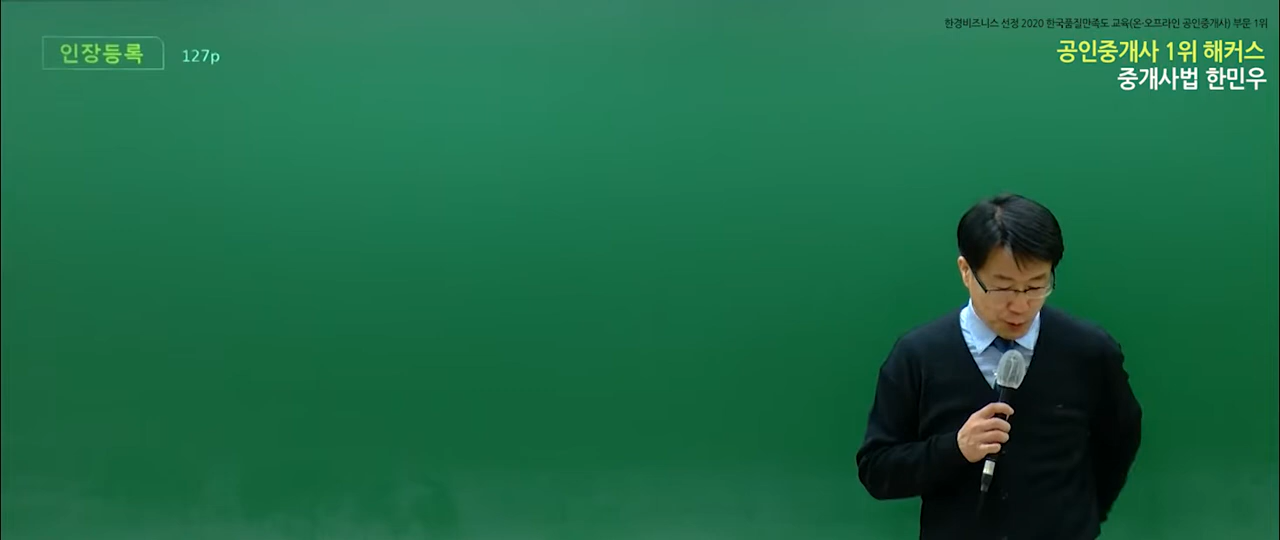 한경비즈니스 선정 2020 한국품질만족도 교육(온·오프라인 공인중개사) 부문 1위
인장등록 127p
공인중개사 1위 해커스
중개사법 한민우